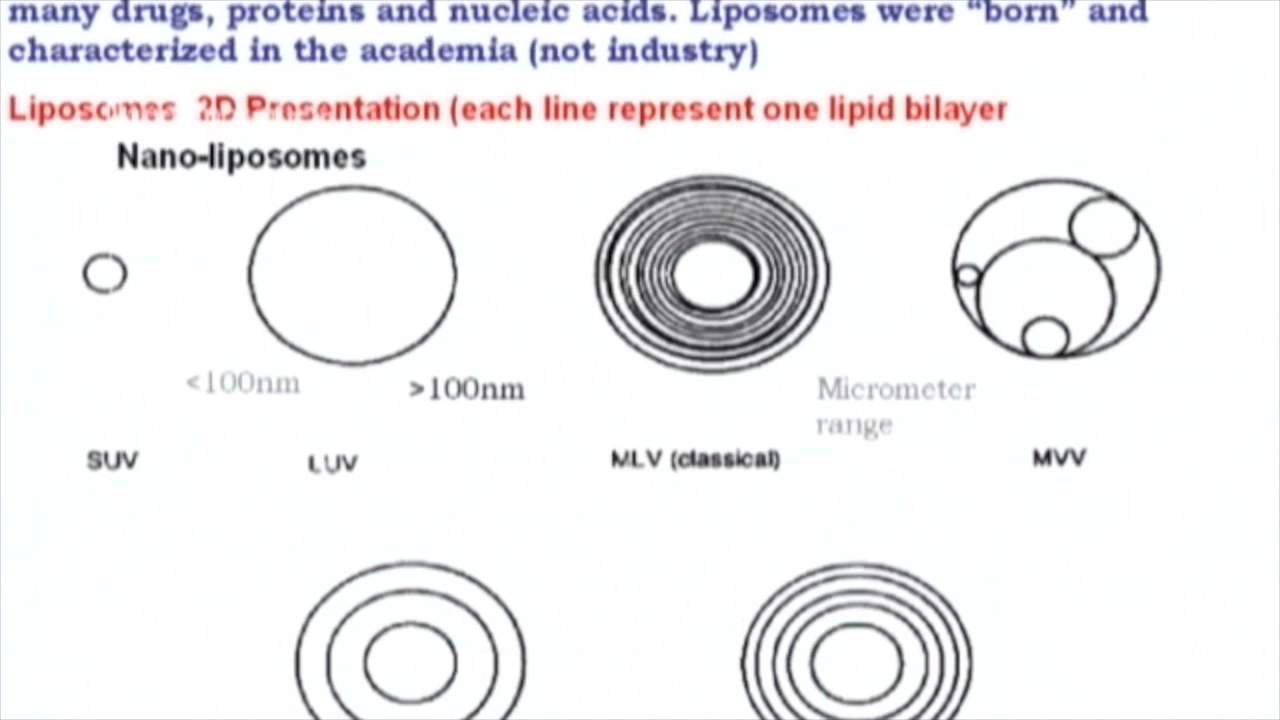 many drugs, proteins and nucleic acids. Liposomes were “born” and
characterized in the academia (not industry)
Liposomes 2D Presentation (each line represent one lipid bilayer
Nano-liposomes
<100nm
>100nm
Micrometer
range
SUV
LUV
MLV (classical)
MVV